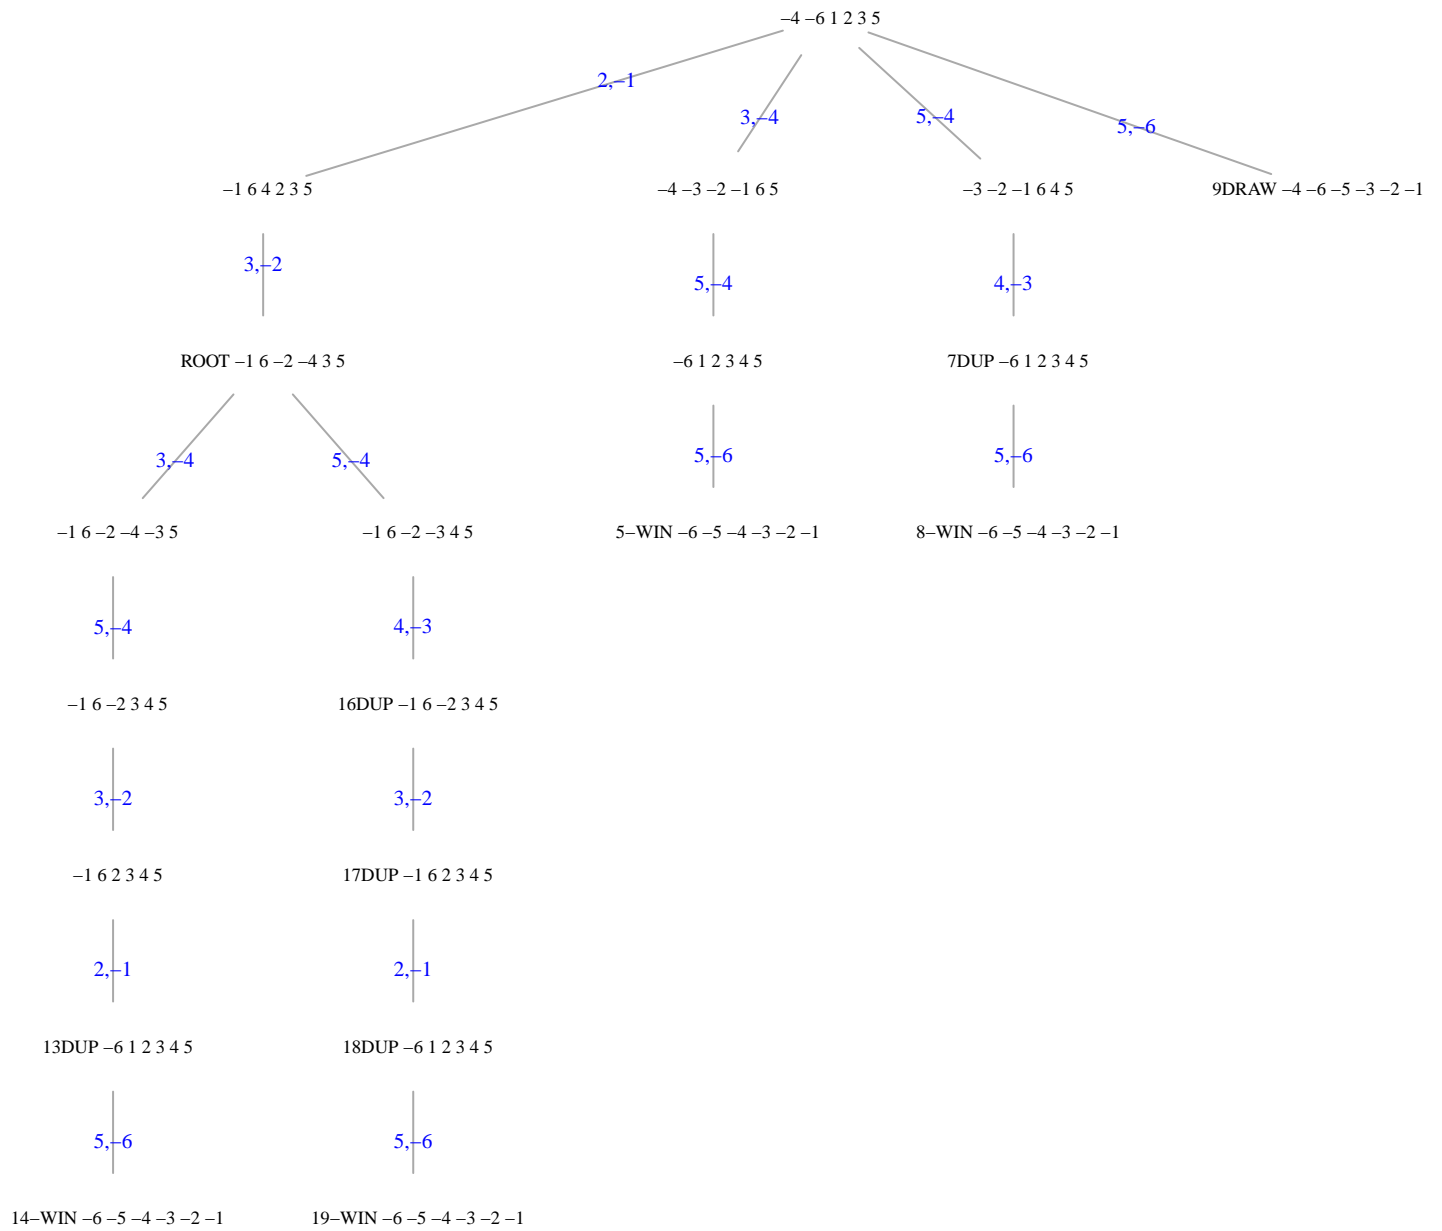 –4 –6 1 2 3 5
2,–1
3,–4
5,–4
5,–6
–1 6 4 2 3 5
–4 –3 –2 –1 6 5
–3 –2 –1 6 4 5
9DRAW –4 –6 –5 –3 –2 –1
3,–2
5,–4
4,–3
ROOT –1 6 –2 –4 3 5
–6 1 2 3 4 5
7DUP –6 1 2 3 4 5
3,–4
5,–4
5,–6
5,–6
–1 6 –2 –4 –3 5
–1 6 –2 –3 4 5
5–WIN –6 –5 –4 –3 –2 –1
8–WIN –6 –5 –4 –3 –2 –1
5,–4
4,–3
–1 6 –2 3 4 5
16DUP –1 6 –2 3 4 5
3,–2
3,–2
–1 6 2 3 4 5
17DUP –1 6 2 3 4 5
2,–1
2,–1
13DUP –6 1 2 3 4 5
18DUP –6 1 2 3 4 5
5,–6
5,–6
14–WIN –6 –5 –4 –3 –2 –1
19–WIN –6 –5 –4 –3 –2 –1